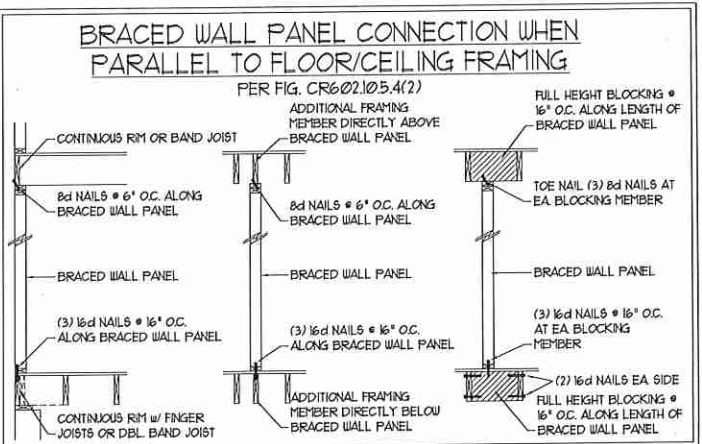 BRACED WALL PANEL CONNECTION WHEN
PARALLEL TO FLOOR/CEILING FRAMING
PER FIG. CR602.10.5.4(2)
CONTINUOUS RIM OR BAND JOIST
8d NAILS @ 6" O.C. ALONG
BRACED WALL PANEL
BRACED WALL PANEL
(3) 16d NAILS @ 16" O.C.
ALONG BRACED WALL PANEL
CONTINUOUS RIM w/ FINGER
JOISTS OR DBL. BAND JOIST
ADDITIONAL FRAMING
MEMBER DIRECTLY ABOVE
BRACED WALL PANEL
8d NAILS @ 6" O.C. ALONG
BRACED WALL PANEL
BRACED WALL PANEL
(3) 16d NAILS @ 16" O.C.
ALONG BRACED WALL PANEL
ADDITIONAL FRAMING
MEMBER DIRECTLY BELOW
BRACED WALL PANEL
FULL HEIGHT BLOCKING @
16" O.C. ALONG LENGTH OF
BRACED WALL PANEL
TOE NAIL (3) 8d NAILS AT
EA. BLOCKING MEMBER
BRACED WALL PANEL
(3) 16d NAILS @ 16" O.C.
AT EA. BLOCKING
MEMBER
(2) 16d NAILS EA. SIDE
FULL HEIGHT BLOCKING @
16" O.C. ALONG LENGTH OF
BRACED WALL PANEL